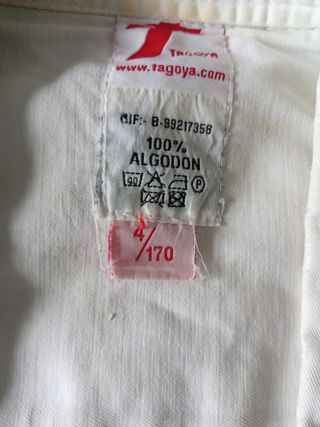 T
TAGOYA
www.tagoya.com
CIF:- B-99217358
100%
ALGODON
P
4/170